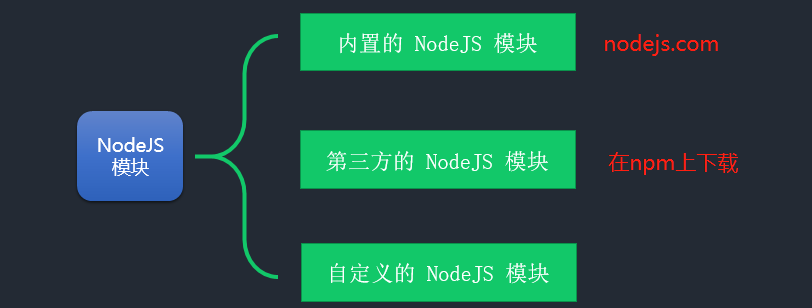 内置的 NodeJS 模块
nodejs.com
NodeJS
模块
第三方的 NodeJS 模块
在npm上下载
自定义的 NodeJS 模块